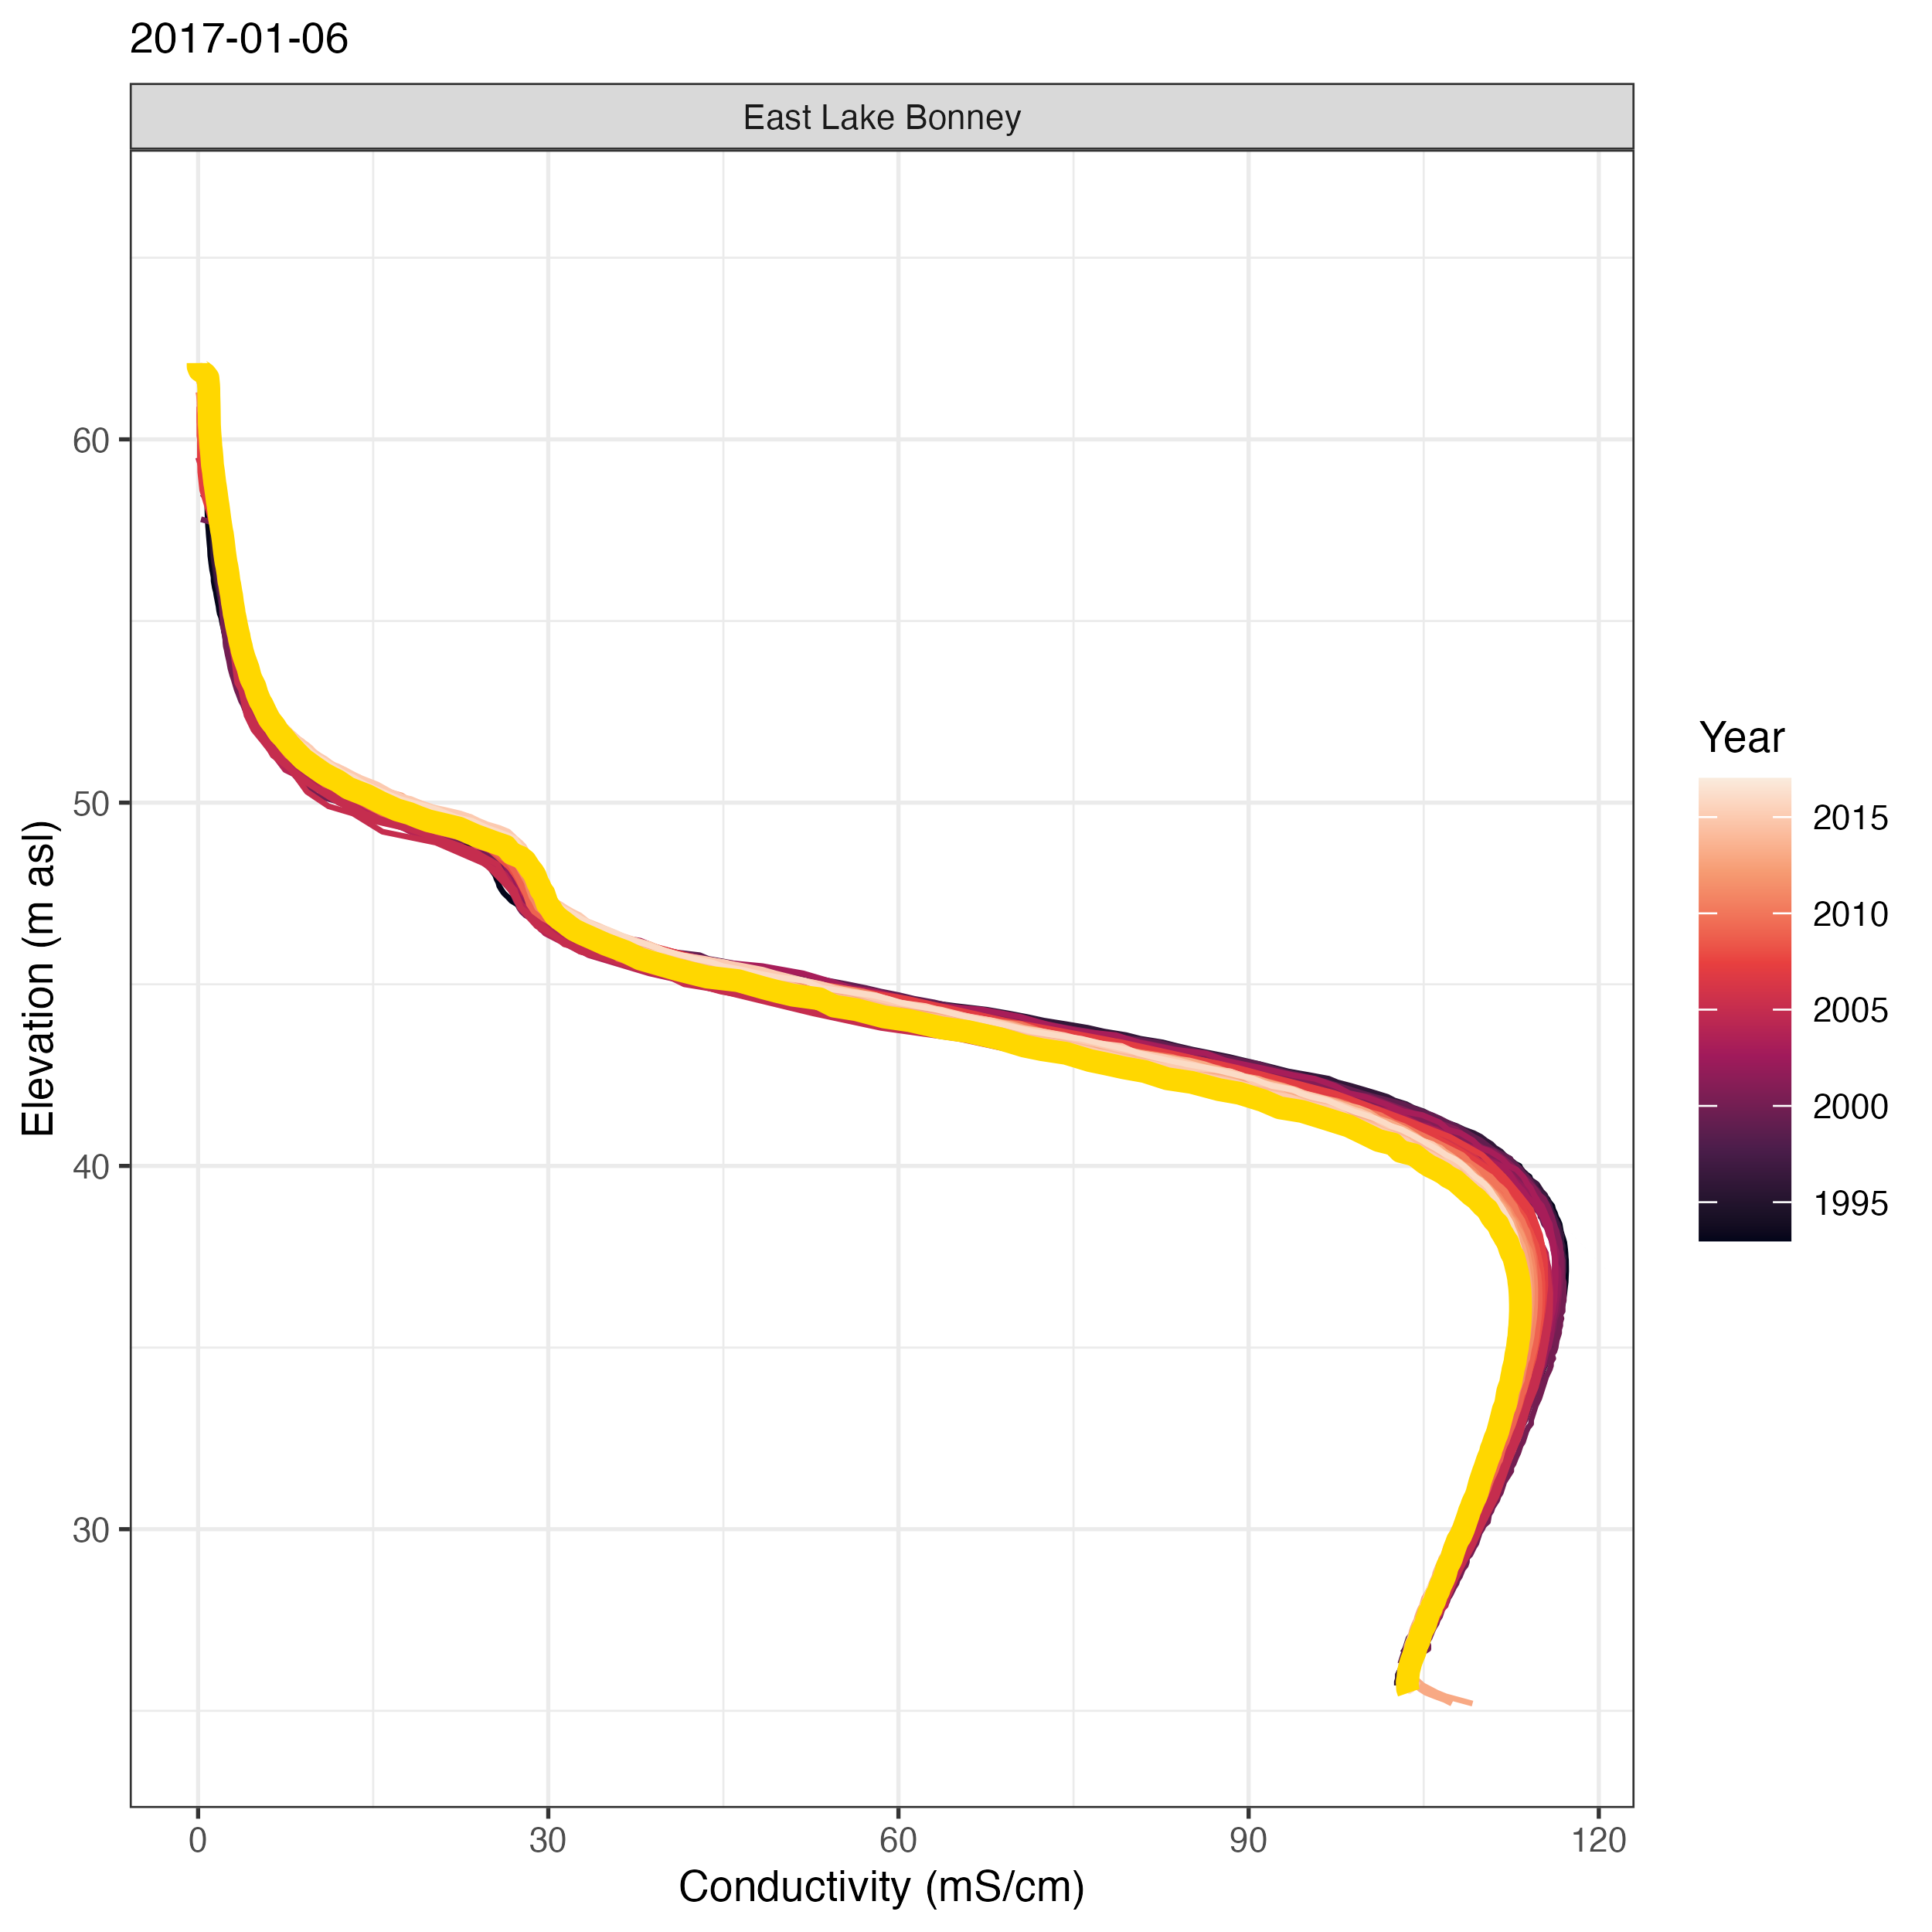 2017-01-06
East Lake Bonney
60
50
40
30
Elevation (m asl)
0 30 60 90 120
Conductivity (mS/cm)
Year
2015
2010
2005
2000
1995